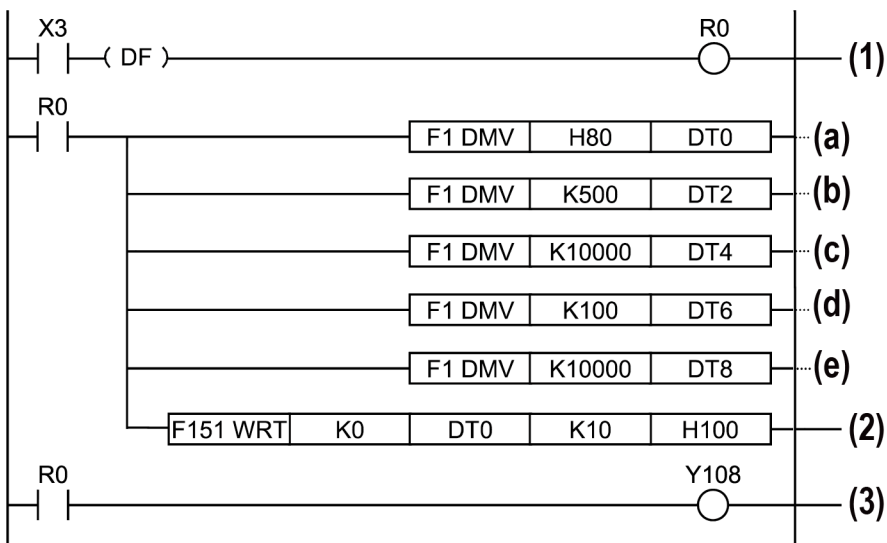 X3 R0
( DF ) (1)
R0
F1 DMV H80 DT0 (a)
F1 DMV K500 DT2 (b)
F1 DMV K10000 DT4 (c)
F1 DMV K100 DT6 (d)
F1 DMV K10000 DT8 (e)
F151 WRT K0 DT0 K10 H100 (2)
R0 Y108
(3)